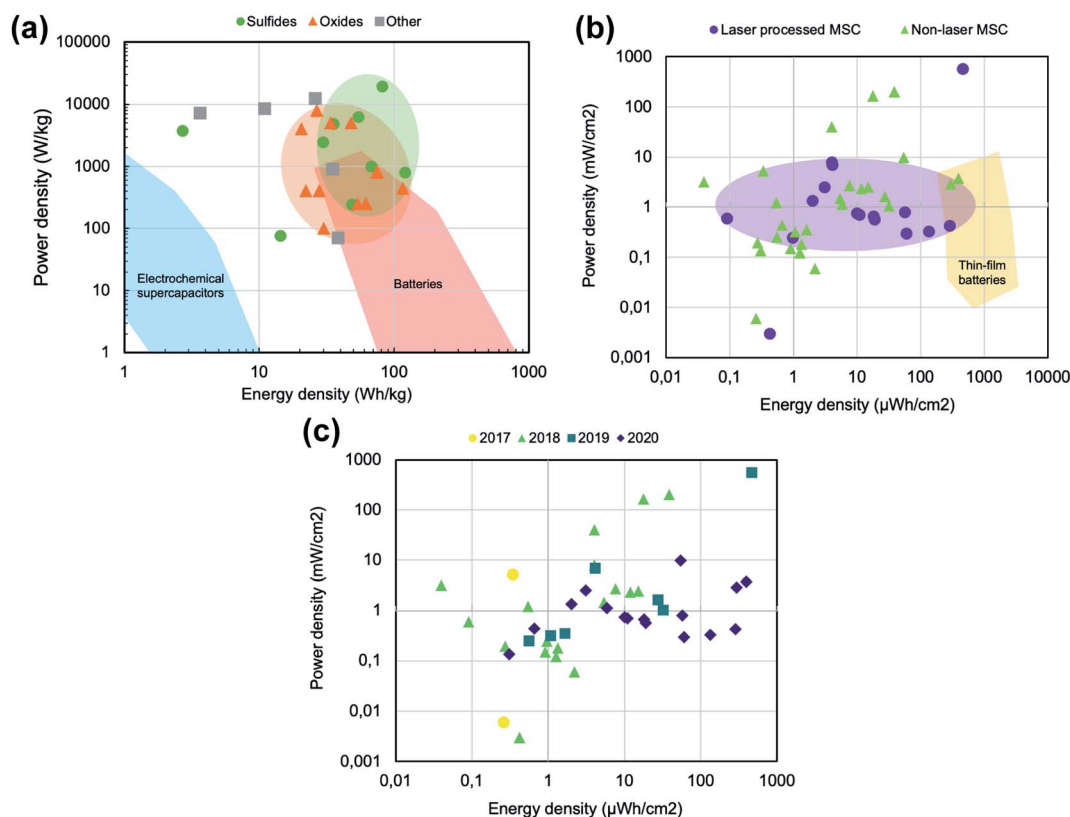 (a)
Sulfides Oxides Other
Power density (W/kg)
100000
10000
1000
100
10
1
Electrochemical
supercapacitors
Batteries
1 10 100 1000
Energy density (Wh/kg)
(b)
Laser processed MSC Non-laser MSC
Power density (mW/cm2)
1000
100
10
1
0,1
0,01
0,001
Thin-film
batteries
0,01 0,1 1 10 100 1000 10000
Energy density (µWh/cm2)
(c)
2017 2018 2019 2020
Power density (mW/cm2)
1000
100
10
1
0,1
0,01
0,001
0,01 0,1 1 10 100 1000
Energy density (µWh/cm2)